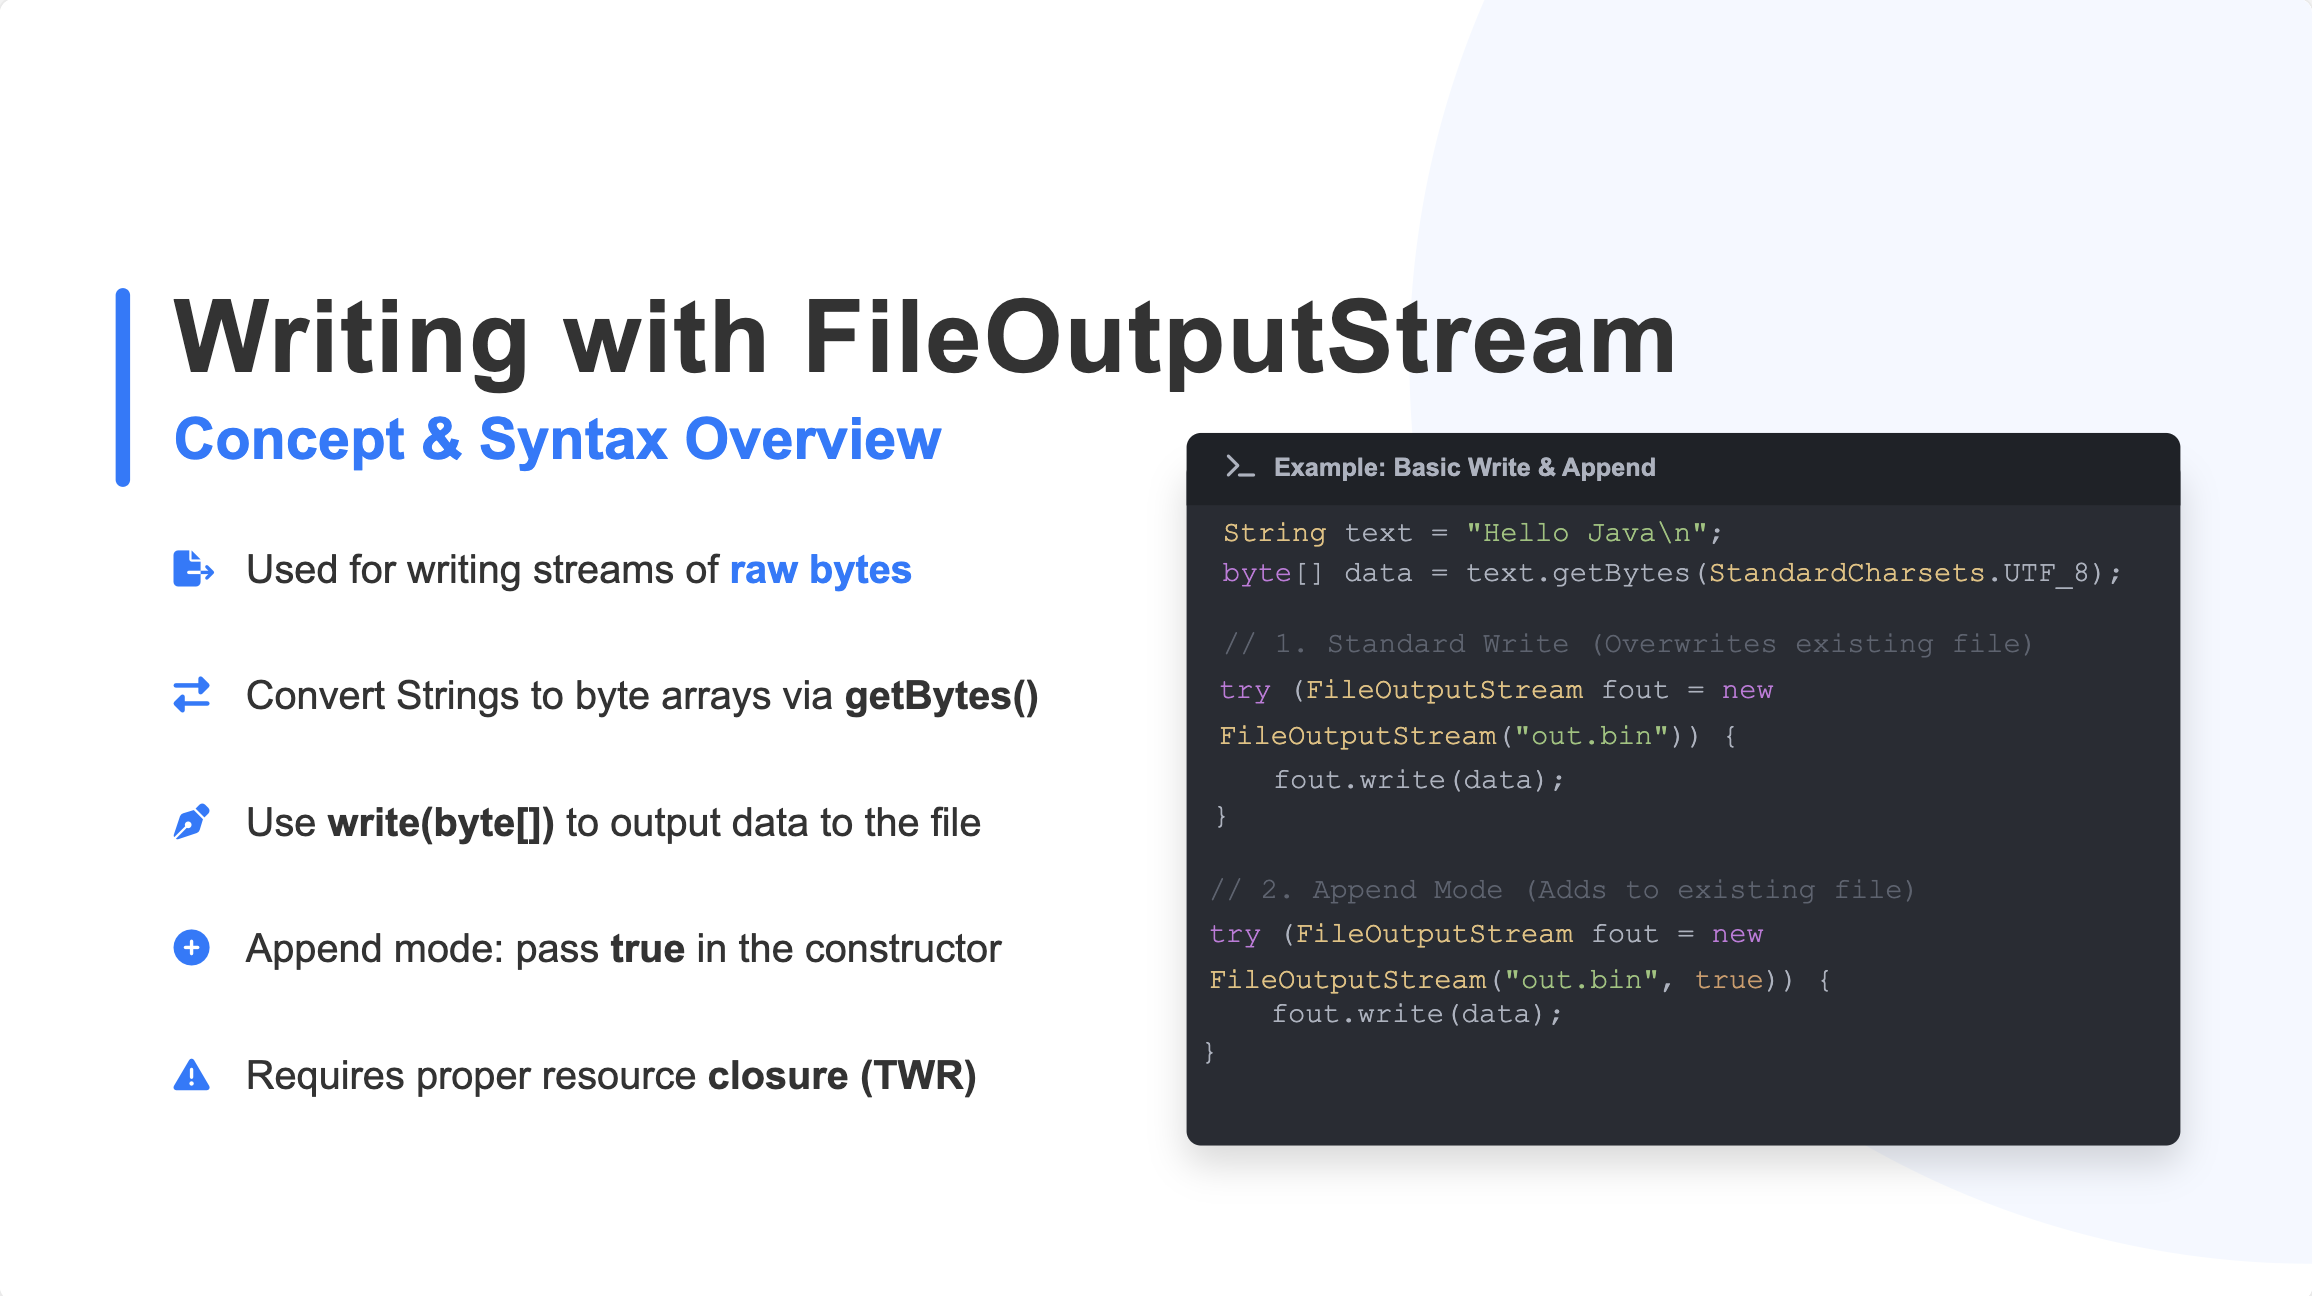 Writing with FileOutputStream
Concept & Syntax Overview
Used for writing streams of raw bytes
Convert Strings to byte arrays via getBytes()
Use write(byte[]) to output data to the file
Append mode: pass true in the constructor
Requires proper resource closure (TWR)
Example: Basic Write & Append
String text = "Hello Java\n";
byte[] data = text.getBytes(StandardCharsets.UTF_8);
// 1. Standard Write (Overwrites existing file)
try (FileOutputStream fout = new
FileOutputStream("out.bin")) {
    fout.write(data);
}
// 2. Append Mode (Adds to existing file)
try (FileOutputStream fout = new
FileOutputStream("out.bin", true)) {
    fout.write(data);
}